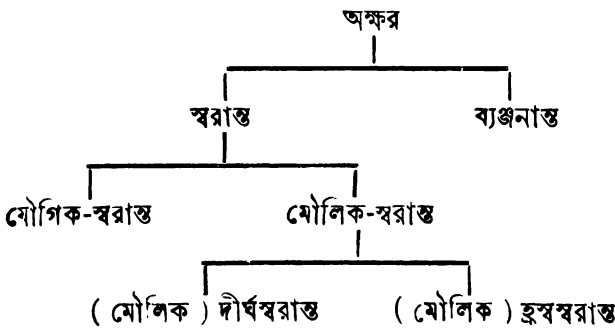 অক্ষর
স্বরান্ত ব্যঞ্জনান্ত
যৌগিক-স্বরান্ত মৌলিক-স্বরান্ত
( মৌলিক ) দীর্ঘস্বরান্ত ( মৌলিক ) হ্রস্বস্বরান্ত